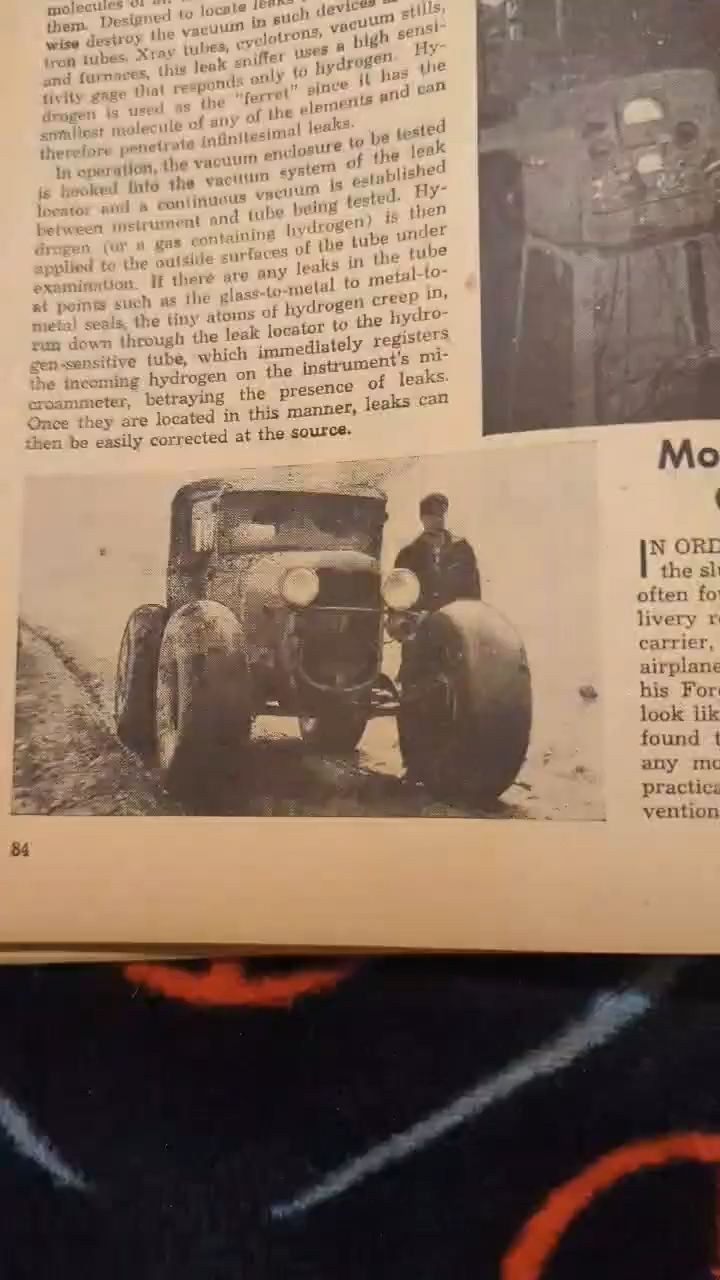 molecules of
them. Designed to locate leaks
wise destroy the vacuum in such devices
tron tubes, Xray tubes, cyclotrons, vacuum stills,
and furnaces, this leak sniffer uses a high sensi-
tivity gage that responds only to hydrogen. Hy-
drogen is used as the "ferret" since it has the
smallest molecule of any of the elements and can
therefore penetrate infinitesimal leaks.
In operation, the vacuum enclosure to be tested
is hooked into the vacuum system of the leak
locator and a continuous vacuum is established
between instrument and tube being tested. Hy-
drogen (or a gas containing hydrogen) is then
applied to the outside surfaces of the tube under
examination. If there are any leaks in the tube
at points such as the glass-to-metal to metal-to-
metal seals, the tiny atoms of hydrogen creep in,
run down through the leak locator to the hydro-
gen-sensitive tube, which immediately registers
the incoming hydrogen on the instrument's mi-
croammeter, betraying the presence of leaks.
Once they are located in this manner, leaks can
then be easily corrected at the source.
Mo
IN ORD
the slu
often fo
livery r
carrier,
airplane
his For
look lik
found t
any mo
practica
vention
84